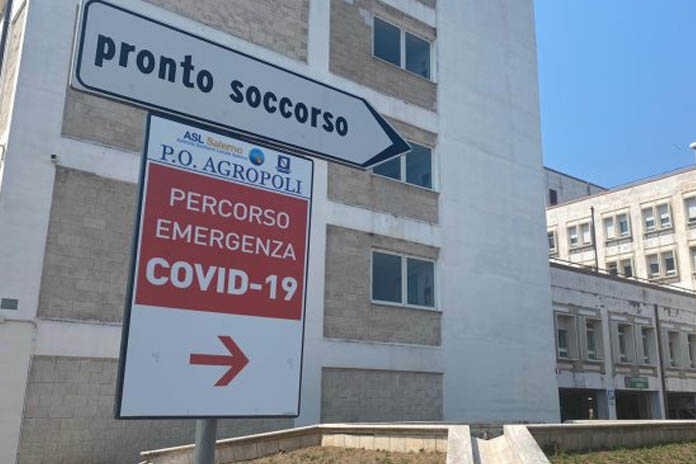 pronto soccorso
ASL Salerno
P.O. AGROPOLI
PERCORSO
EMERGENZA
COVID-19